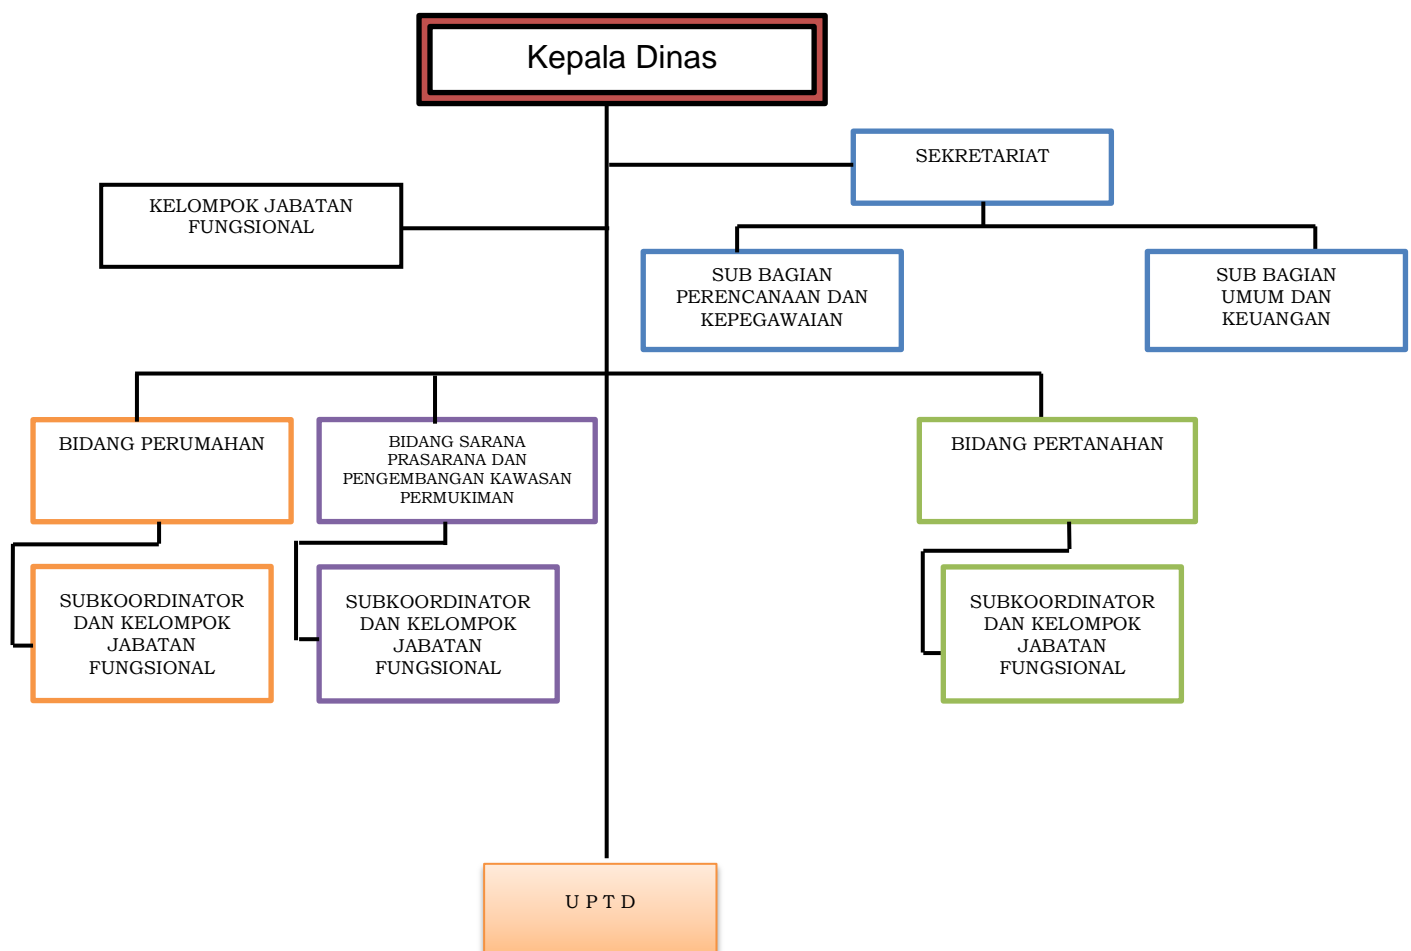 Kepala Dinas
SEKRETARIAT
KELOMPOK JABATAN
FUNGSIONAL
SUB BAGIAN
PERENCANAAN DAN
KEPEGAWAIAN
SUB BAGIAN
UMUM DAN
KEUANGAN
BIDANG PERUMAHAN
BIDANG SARANA
PRASARANA DAN
PENGEMBANGAN KAWASAN
PERMUKIMAN
BIDANG PERTANAHAN
SUBKOORDINATOR
DAN KELOMPOK
JABATAN
FUNGSIONAL
SUBKOORDINATOR
DAN KELOMPOK
JABATAN
FUNGSIONAL
SUBKOORDINATOR
DAN KELOMPOK
JABATAN
FUNGSIONAL
U P T D